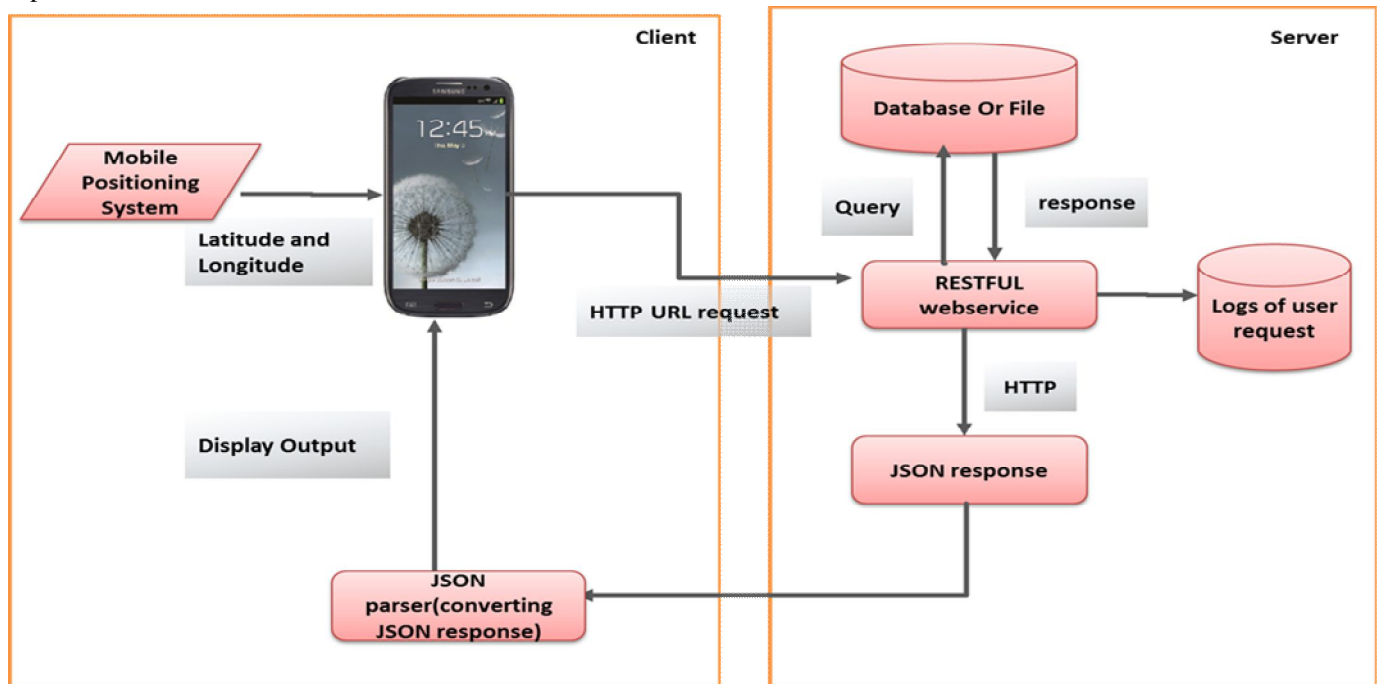 Client
Mobile
Positioning
System
Latitude and
Longitude
SAMSUNG
12:45
HTTP URL request
Display Output
JSON
parser(converting
JSON response)
Server
Database Or File
Query
response
RESTFUL
webservice
Logs of user
request
HTTP
JSON response